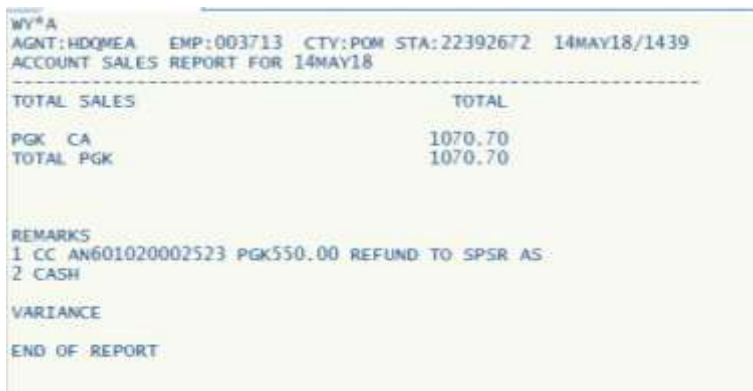 WY*A
AGNT:HDQMEA EMP:003713 CTY:POM STA:22392672 14MAY18/1439
ACCOUNT SALES REPORT FOR 14MAY18
TOTAL SALES TOTAL
PGK CA 1070.70
TOTAL PGK 1070.70
REMARKS
1 CC AN601020002523 PGK550.00 REFUND TO SPSR AS
2 CASH
VARIANCE
END OF REPORT